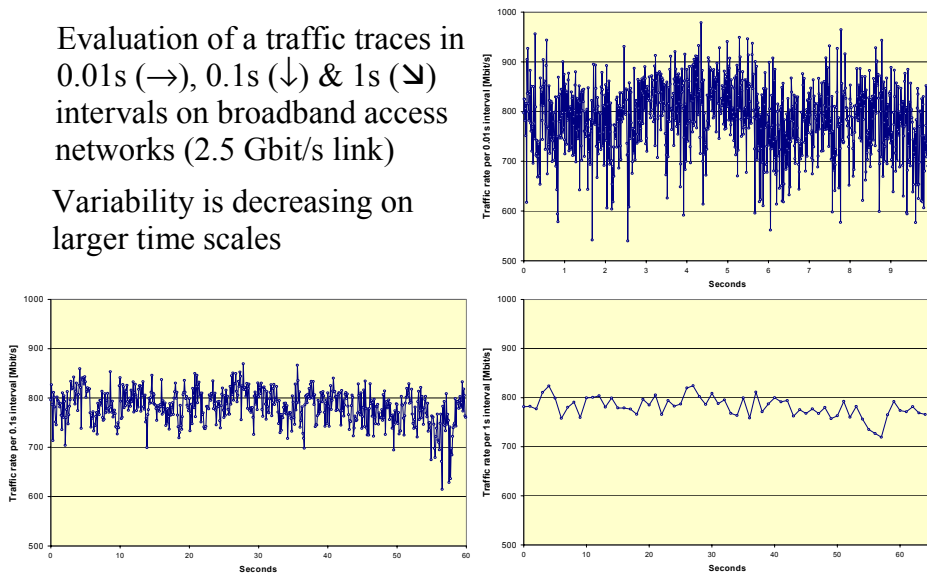 Evaluation of a traffic traces in
0.01s (→), 0.1s (↓) & 1s (↘)
intervals on broadband access
networks (2.5 Gbit/s link)
Variability is decreasing on
larger time scales
Traffic rate per 0.01s interval [Mbit/s]
1000
900
800
700
600
500
0 1 2 3 4 5 6 7 8 9
Seconds
Traffic rate per 0.1s interval [Mbit/s]
1000
900
800
700
600
500
0 10 20 30 40 50 60
Seconds
Traffic rate per 1s interval [Mbit/s]
1000
900
800
700
600
500
0 10 20 30 40 50 60
Seconds